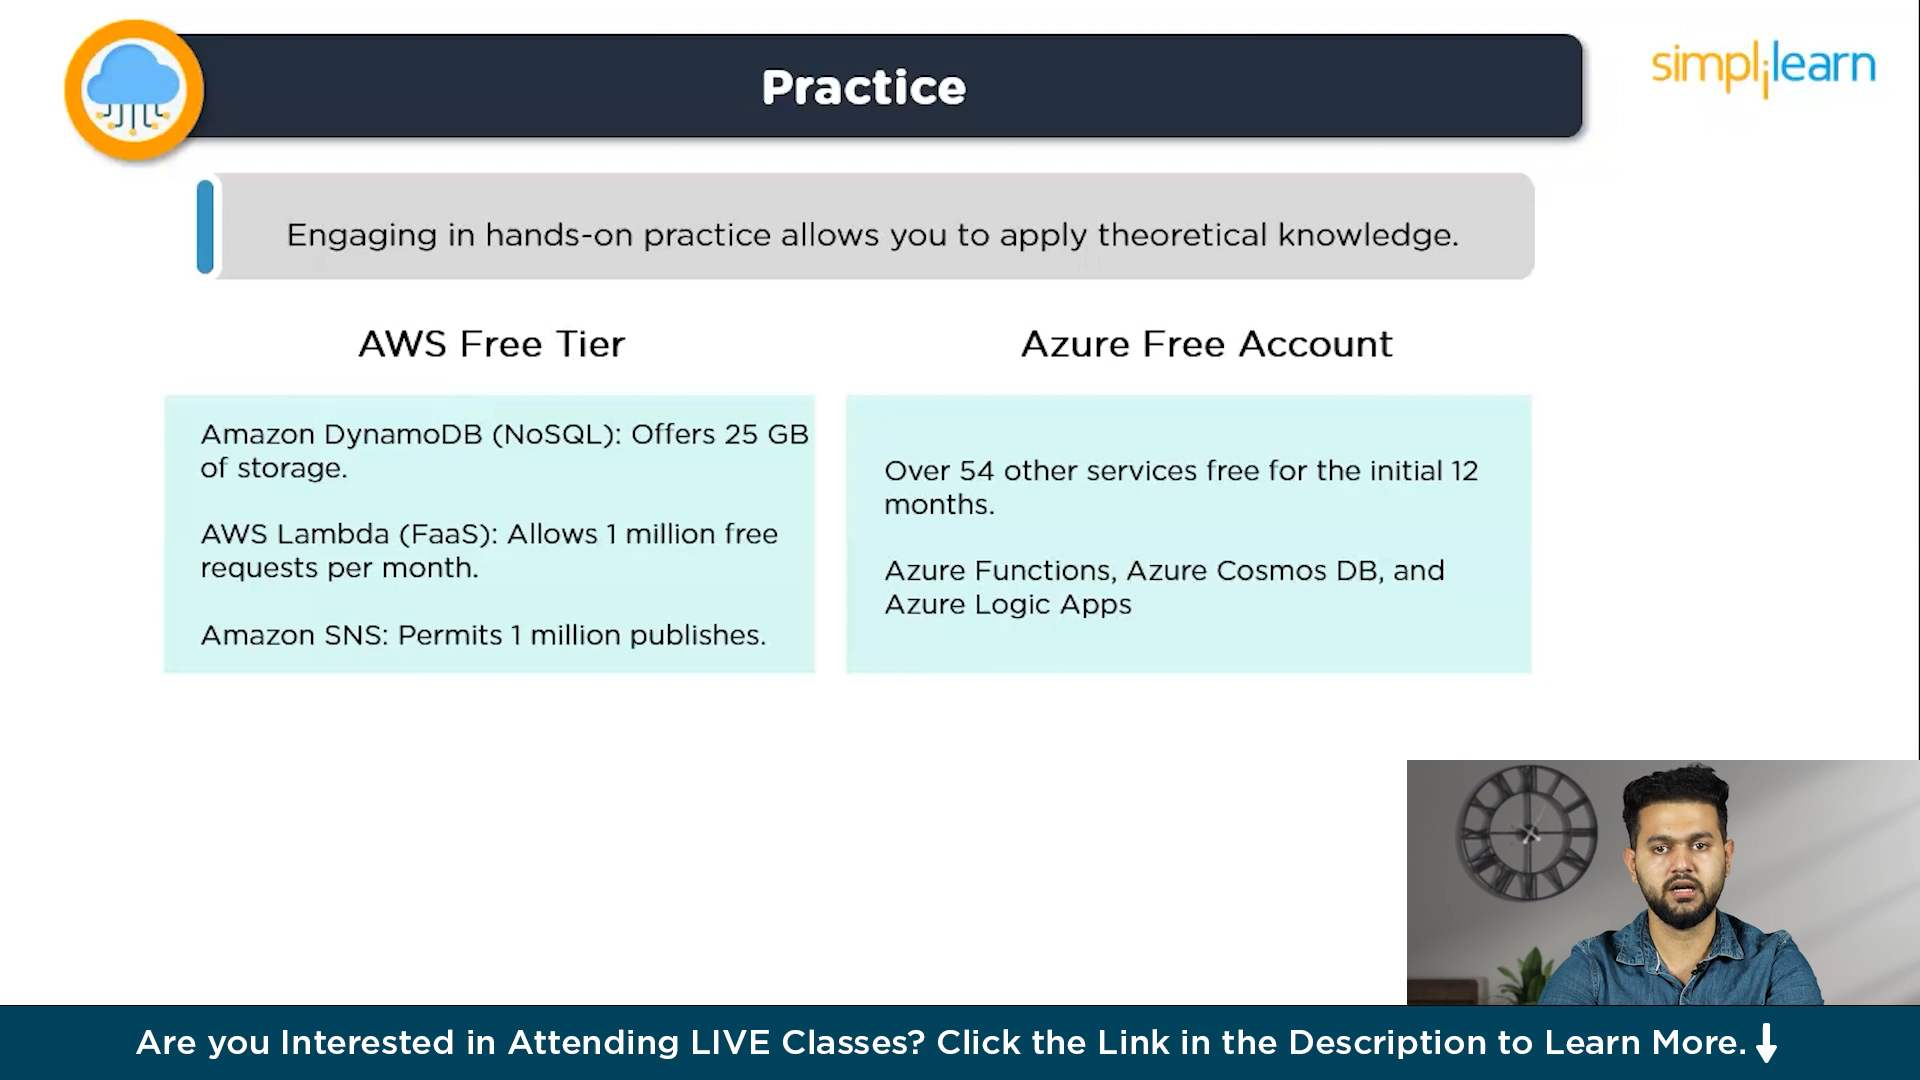 Practice
simplilearn
Engaging in hands-on practice allows you to apply theoretical knowledge.
AWS Free Tier
Amazon DynamoDB (NoSQL): Offers 25 GB
of storage.
AWS Lambda (FaaS): Allows 1 million free
requests per month.
Amazon SNS: Permits 1 million publishes.
Azure Free Account
Over 54 other services free for the initial 12
months.
Azure Functions, Azure Cosmos DB, and
Azure Logic Apps
Are you Interested in Attending LIVE Classes? Click the Link in the Description to Learn More.